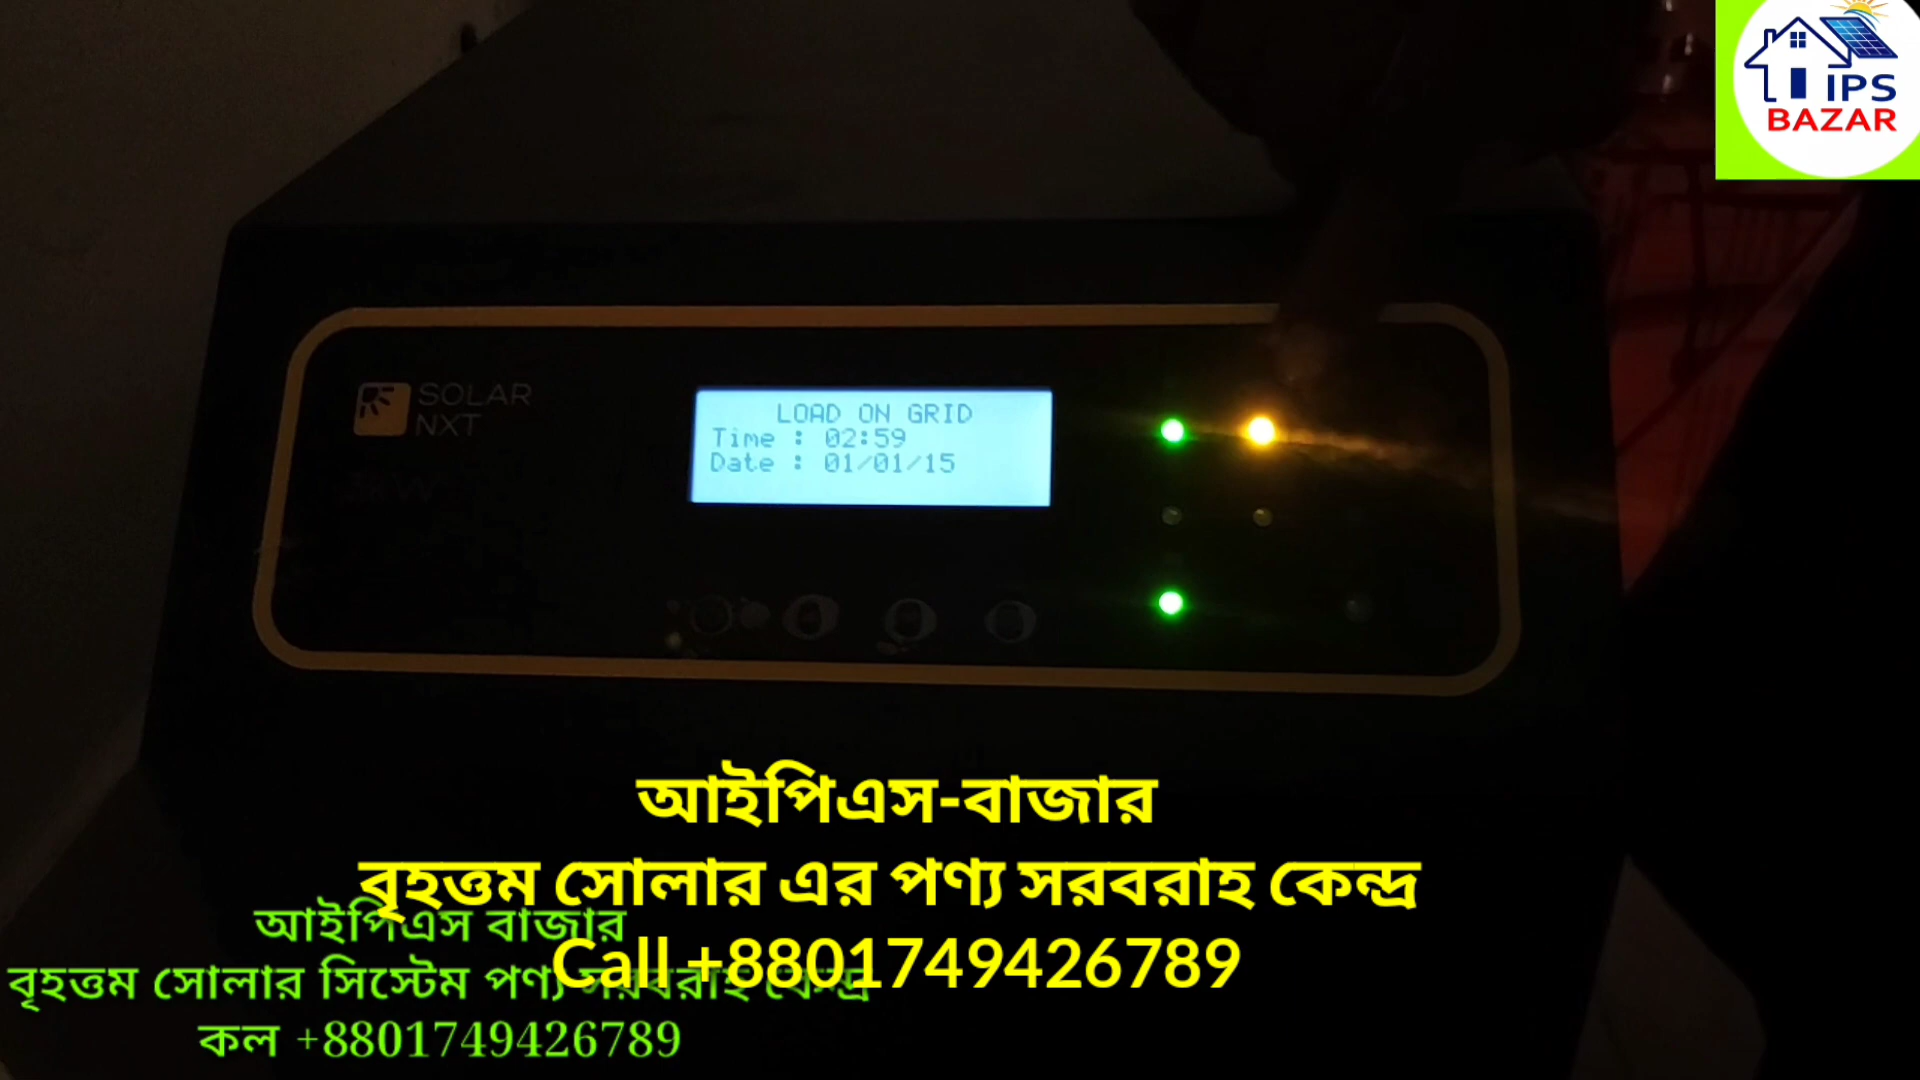 IPS
BAZAR
SOLAR
NXT
LOAD ON GRID
Time : 02:59
Date : 01/01/15
আইপিএস-বাজার
বৃহত্তম সোলার এর পণ্য সরবরাহ কেন্দ্র
Call +8801749426789
আইপিএস বাজার
বৃহত্তম সোলার সিস্টেম পণ্য সরবরাহ কেন্দ্র
কল +8801749426789